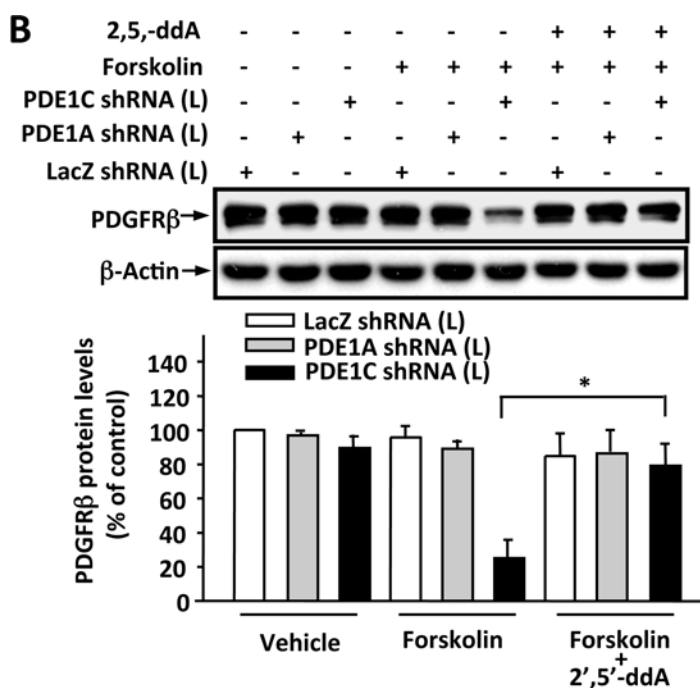 B
2,5,-ddA - - - - - - + + +
Forskolin - - - + + + + + +
PDE1C shRNA (L) - - + - - + - - +
PDE1A shRNA (L) - + - - + - - + -
LacZ shRNA (L) + - - + - - + - -
PDGFRβ
β-Actin
LacZ shRNA (L)
PDE1A shRNA (L)
PDE1C shRNA (L)
PDGFRβ protein levels
(% of control)
140
120
100
80
60
40
20
0
*
Vehicle
Forskolin
Forskolin
+
2’,5’-ddA